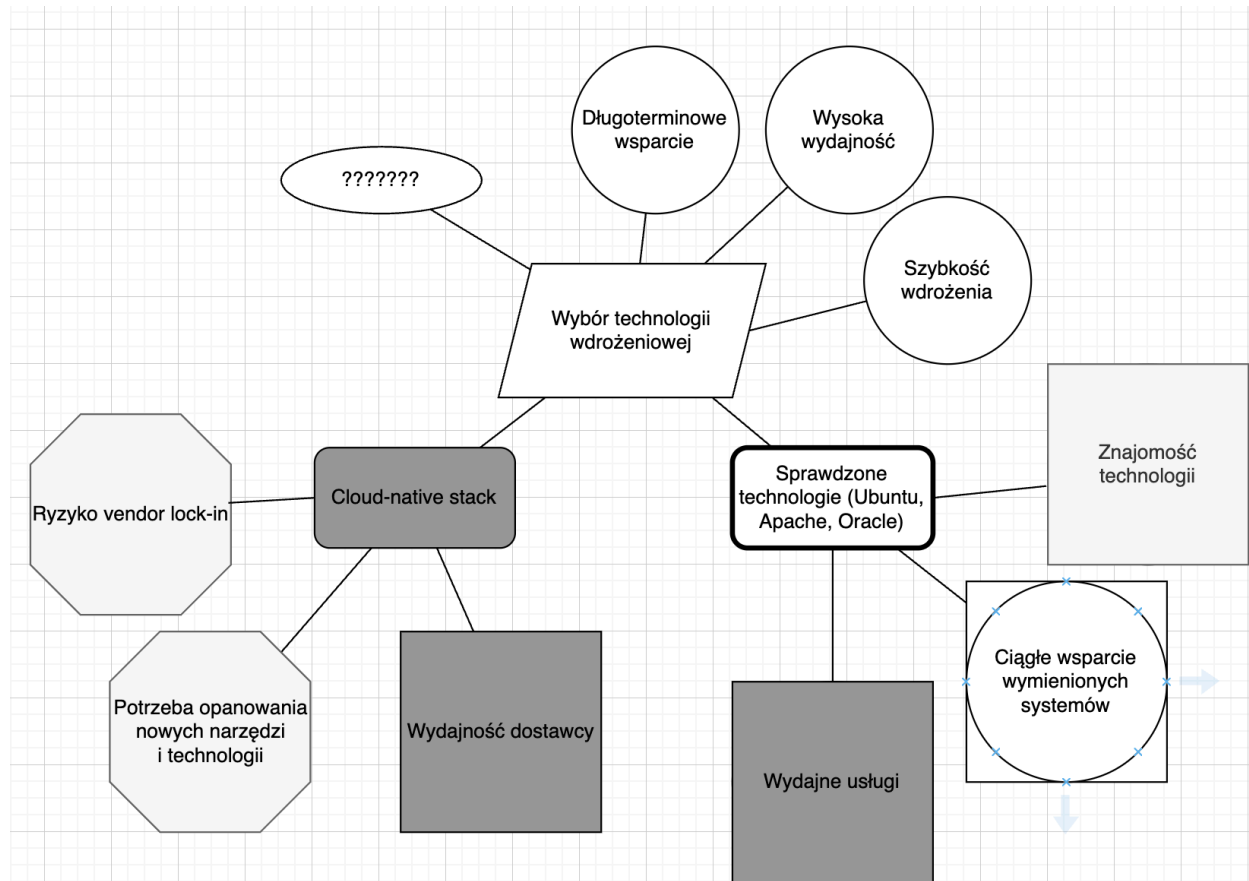 Długoterminowe
wsparcie
Wysoka
wydajność
???????
Szybkość
wdrożenia
Wybór technologii
wdrożeniowej
Znajomość
technologii
Ryzyko vendor lock-in
Cloud-native stack
Sprawdzone
technologie (Ubuntu,
Apache, Oracle)
Potrzeba opanowania
nowych narzędzi
i technologii
Wydajność dostawcy
Wydajne usługi
Ciągłe wsparcie
wymienionych
systemów